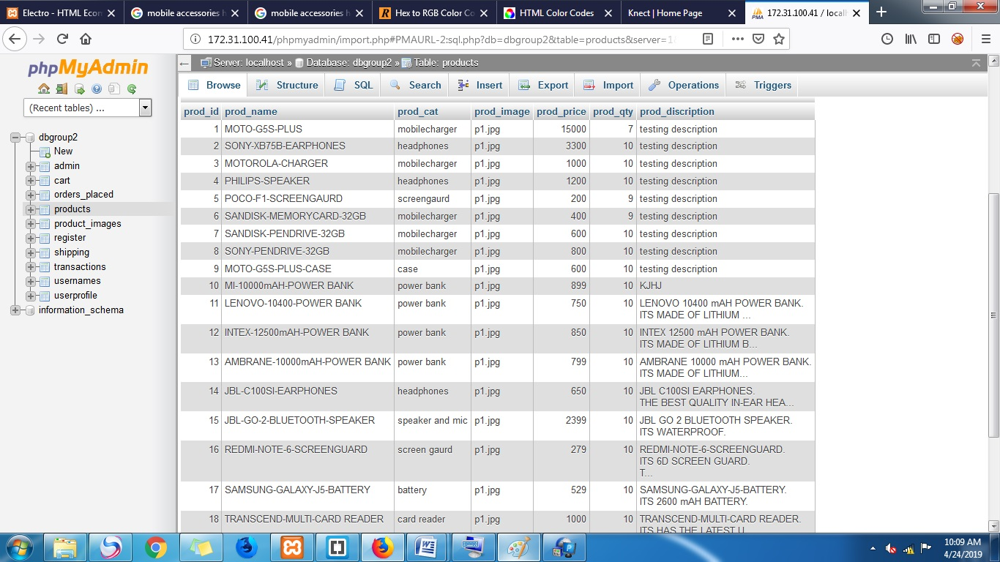 Electro - HTML Econ
mobile accessories h
mobile accessories h
Hex to RGB Color Co
HTML Color Codes
Knect | Home Page
172.31.100.41 / localh
172.31.100.41/phpmyadmin/import.php#PMAURL-2:sql.php?db=dbgroup2&table=products&server=1
phpMyAdmin
(Recent tables) ...
dbgroup2
New
admin
cart
orders_placed
products
product_images
register
shipping
transactions
usernames
userprofile
information_schema
Server: localhost » Database: dbgroup2 » Table: products
Browse Structure SQL Search Insert Export Import Operations Triggers
prod_id prod_name prod_cat prod_image prod_price prod_qty prod_discription
1 MOTO-G5S-PLUS mobilecharger p1.jpg 15000 7 testing description
2 SONY-XB75B-EARPHONES headphones p1.jpg 3300 10 testing description
3 MOTOROLA-CHARGER mobilecharger p1.jpg 1000 10 testing description
4 PHILIPS-SPEAKER headphones p1.jpg 1200 10 testing description
5 POCO-F1-SCREENGAURD screengaurd p1.jpg 200 9 testing description
6 SANDISK-MEMORYCARD-32GB mobilecharger p1.jpg 400 9 testing description
7 SANDISK-PENDRIVE-32GB mobilecharger p1.jpg 600 10 testing description
8 SONY-PENDRIVE-32GB mobilecharger p1.jpg 800 10 testing description
9 MOTO-G5S-PLUS-CASE case p1.jpg 600 10 testing description
10 MI-10000mAH-POWER BANK power bank p1.jpg 899 10 KJHJ
11 LENOVO-10400-POWER BANK power bank p1.jpg 750 10 LENOVO 10400 mAH POWER BANK.
ITS MADE OF LITHIUM ...
12 INTEX-12500mAH-POWER BANK power bank p1.jpg 850 10 INTEX 12500 mAH POWER BANK.
ITS MADE OF LITHIUM B...
13 AMBRANE-10000mAH-POWER BANK power bank p1.jpg 799 10 AMBRANE 10000 mAH POWER BANK.
ITS MADE OF LITHIUM...
14 JBL-C100SI-EARPHONES headphones p1.jpg 650 10 JBL C100SI EARPHONES.
THE BEST QUALITY IN-EAR HEA...
15 JBL-GO-2-BLUETOOTH-SPEAKER speaker and mic p1.jpg 2399 10 JBL GO 2 BLUETOOTH SPEAKER.
ITS WATERPROOF.
16 REDMI-NOTE-6-SCREENGUARD screen gaurd p1.jpg 279 10 REDMI-NOTE-6-SCREENGUARD.
ITS 6D SCREEN GUARD.
T...
17 SAMSUNG-GALAXY-J5-BATTERY battery p1.jpg 529 10 SAMSUNG-GALAXY-J5-BATTERY.
ITS 2600 mAH BATTERY.
18 TRANSCEND-MULTI-CARD READER card reader p1.jpg 1000 10 TRANSCEND-MULTI-CARD READER.
ITS HAS THE LATEST U
10:09 AM
4/24/2019